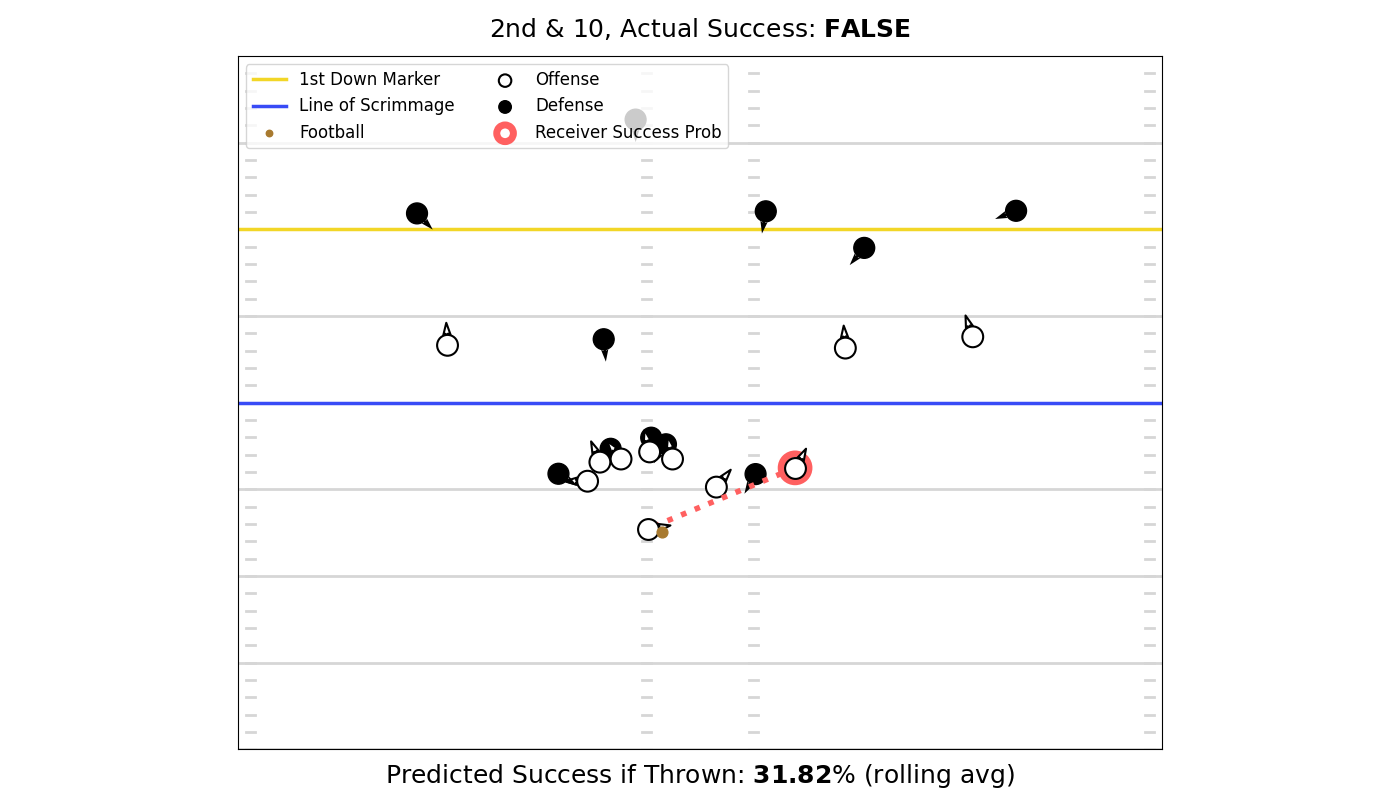 2nd & 10, Actual Success: FALSE
1st Down Marker
Line of Scrimmage
Football
Offense
Defense
Receiver Success Prob
Predicted Success if Thrown: 31.82% (rolling avg)